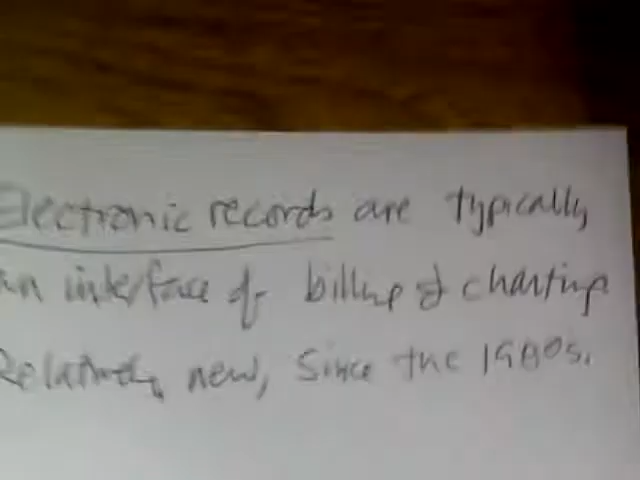 Electronic records are typically
an interface of billing & charting
Relatively new, since the 1980s.